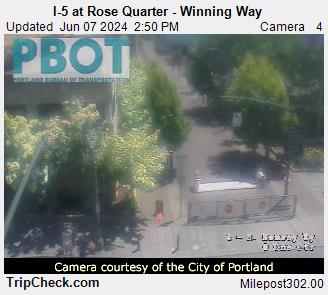 I-5 at Rose Quarter - Winning Way
Updated Jun 07 2024 2:50 PM Camera 4
PBOT
PORTLAND BUREAU OF TRANSPORTATION
Camera courtesy of the City of Portland
TripCheck.com Milepost302.00